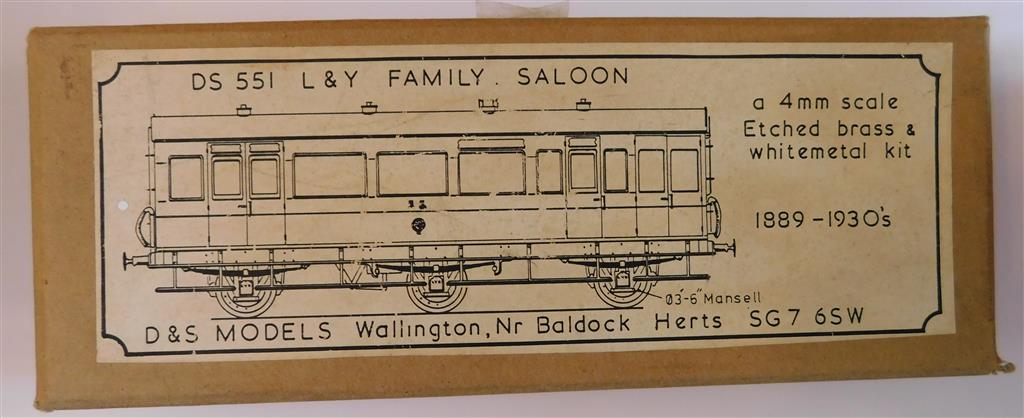 DS 551 L&Y FAMILY. SALOON
a 4mm scale
Etched brass &
whitemetal kit
1889-1930's
Ø3'-6" Mansell
D&S MODELS Wallington, Nr Baldock Herts SG7 6SW